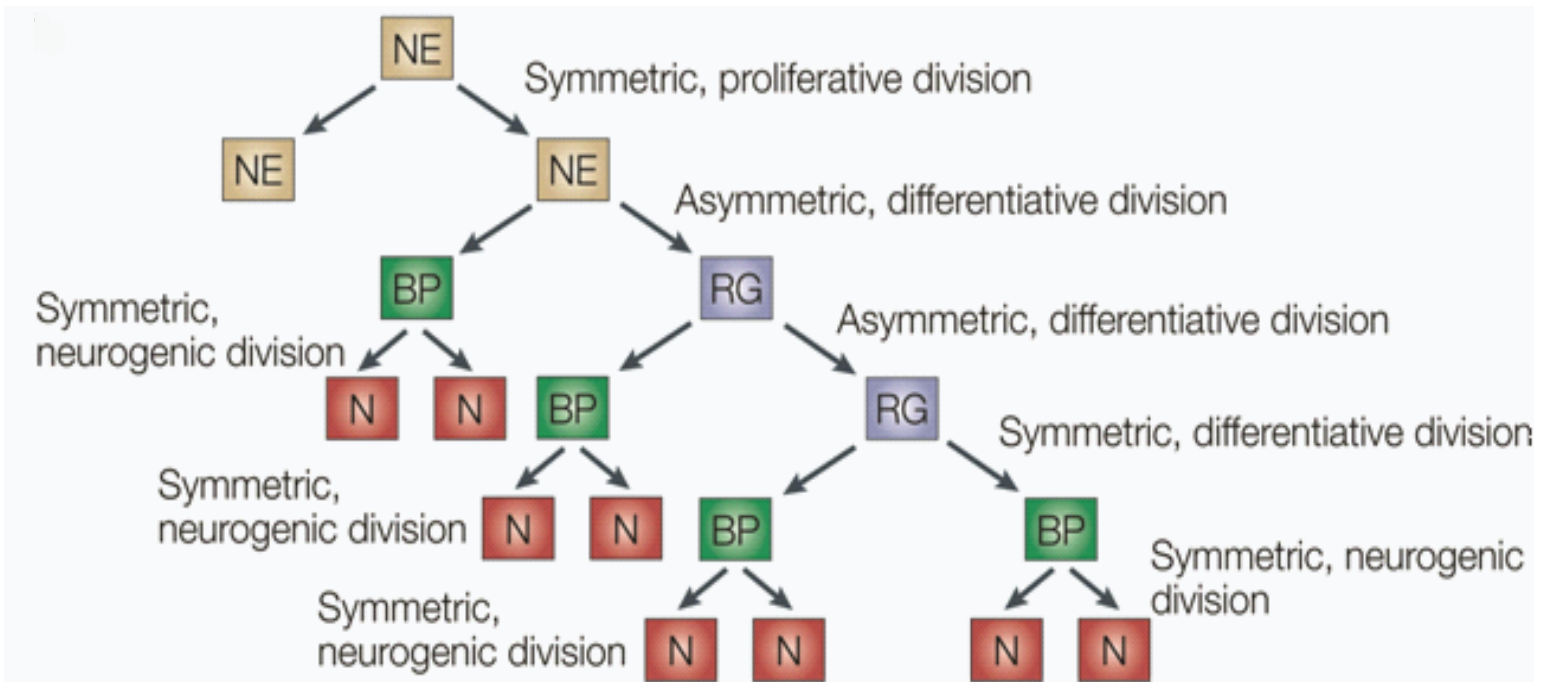 NE
Symmetric, proliferative division
NE
NE
Asymmetric, differentiative division
BP
RG
Symmetric,
neurogenic division
Asymmetric, differentiative division
N
N
BP
RG
Symmetric, differentiative division
Symmetric,
neurogenic division
N
N
BP
BP
Symmetric, neurogenic
division
Symmetric,
neurogenic division
N
N
N
N